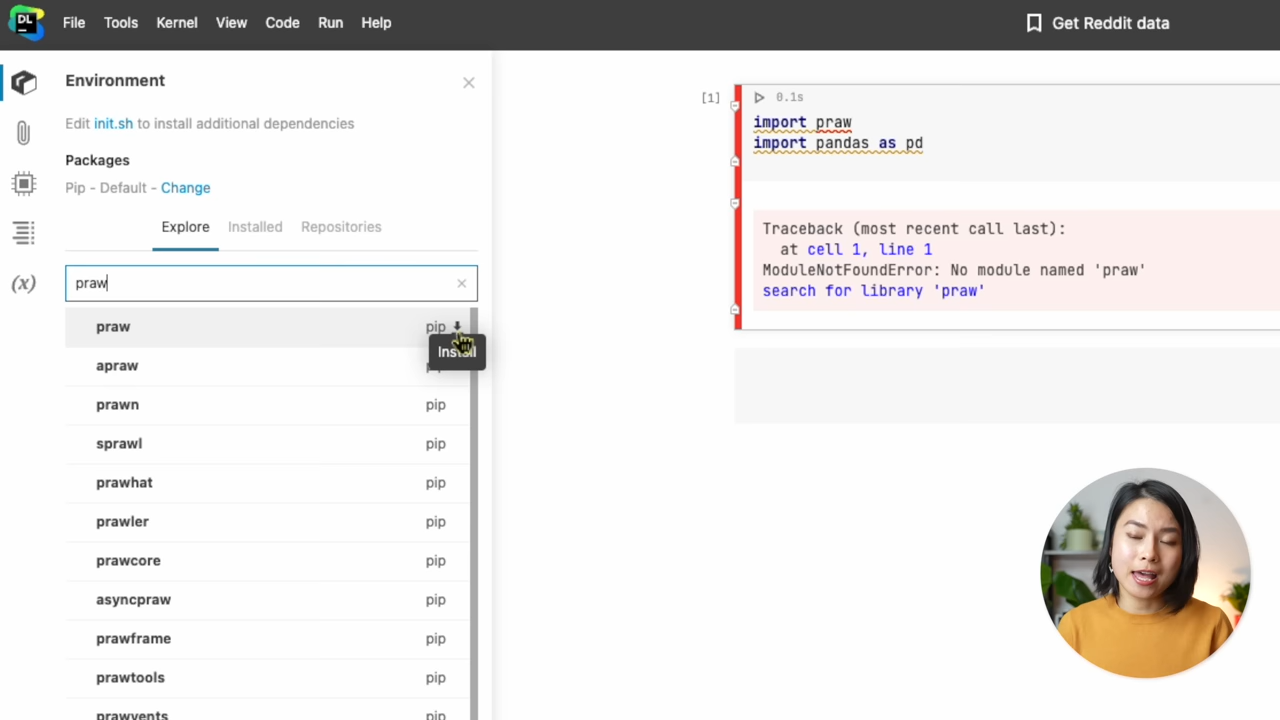 DL
File Tools Kernel View Code Run Help
Get Reddit data
Environment
Edit init.sh to install additional dependencies
Packages
Pip - Default - Change
Explore Installed Repositories
praw
praw pip
Install
apraw
prawn pip
sprawl pip
prawhat pip
prawler pip
prawcore pip
asyncpraw pip
prawframe pip
prawtools pip
prawvents pip
[1] 0.1s
import praw
import pandas as pd
Traceback (most recent call last):
at cell 1, line 1
ModuleNotFoundError: No module named 'praw'
search for library 'praw'